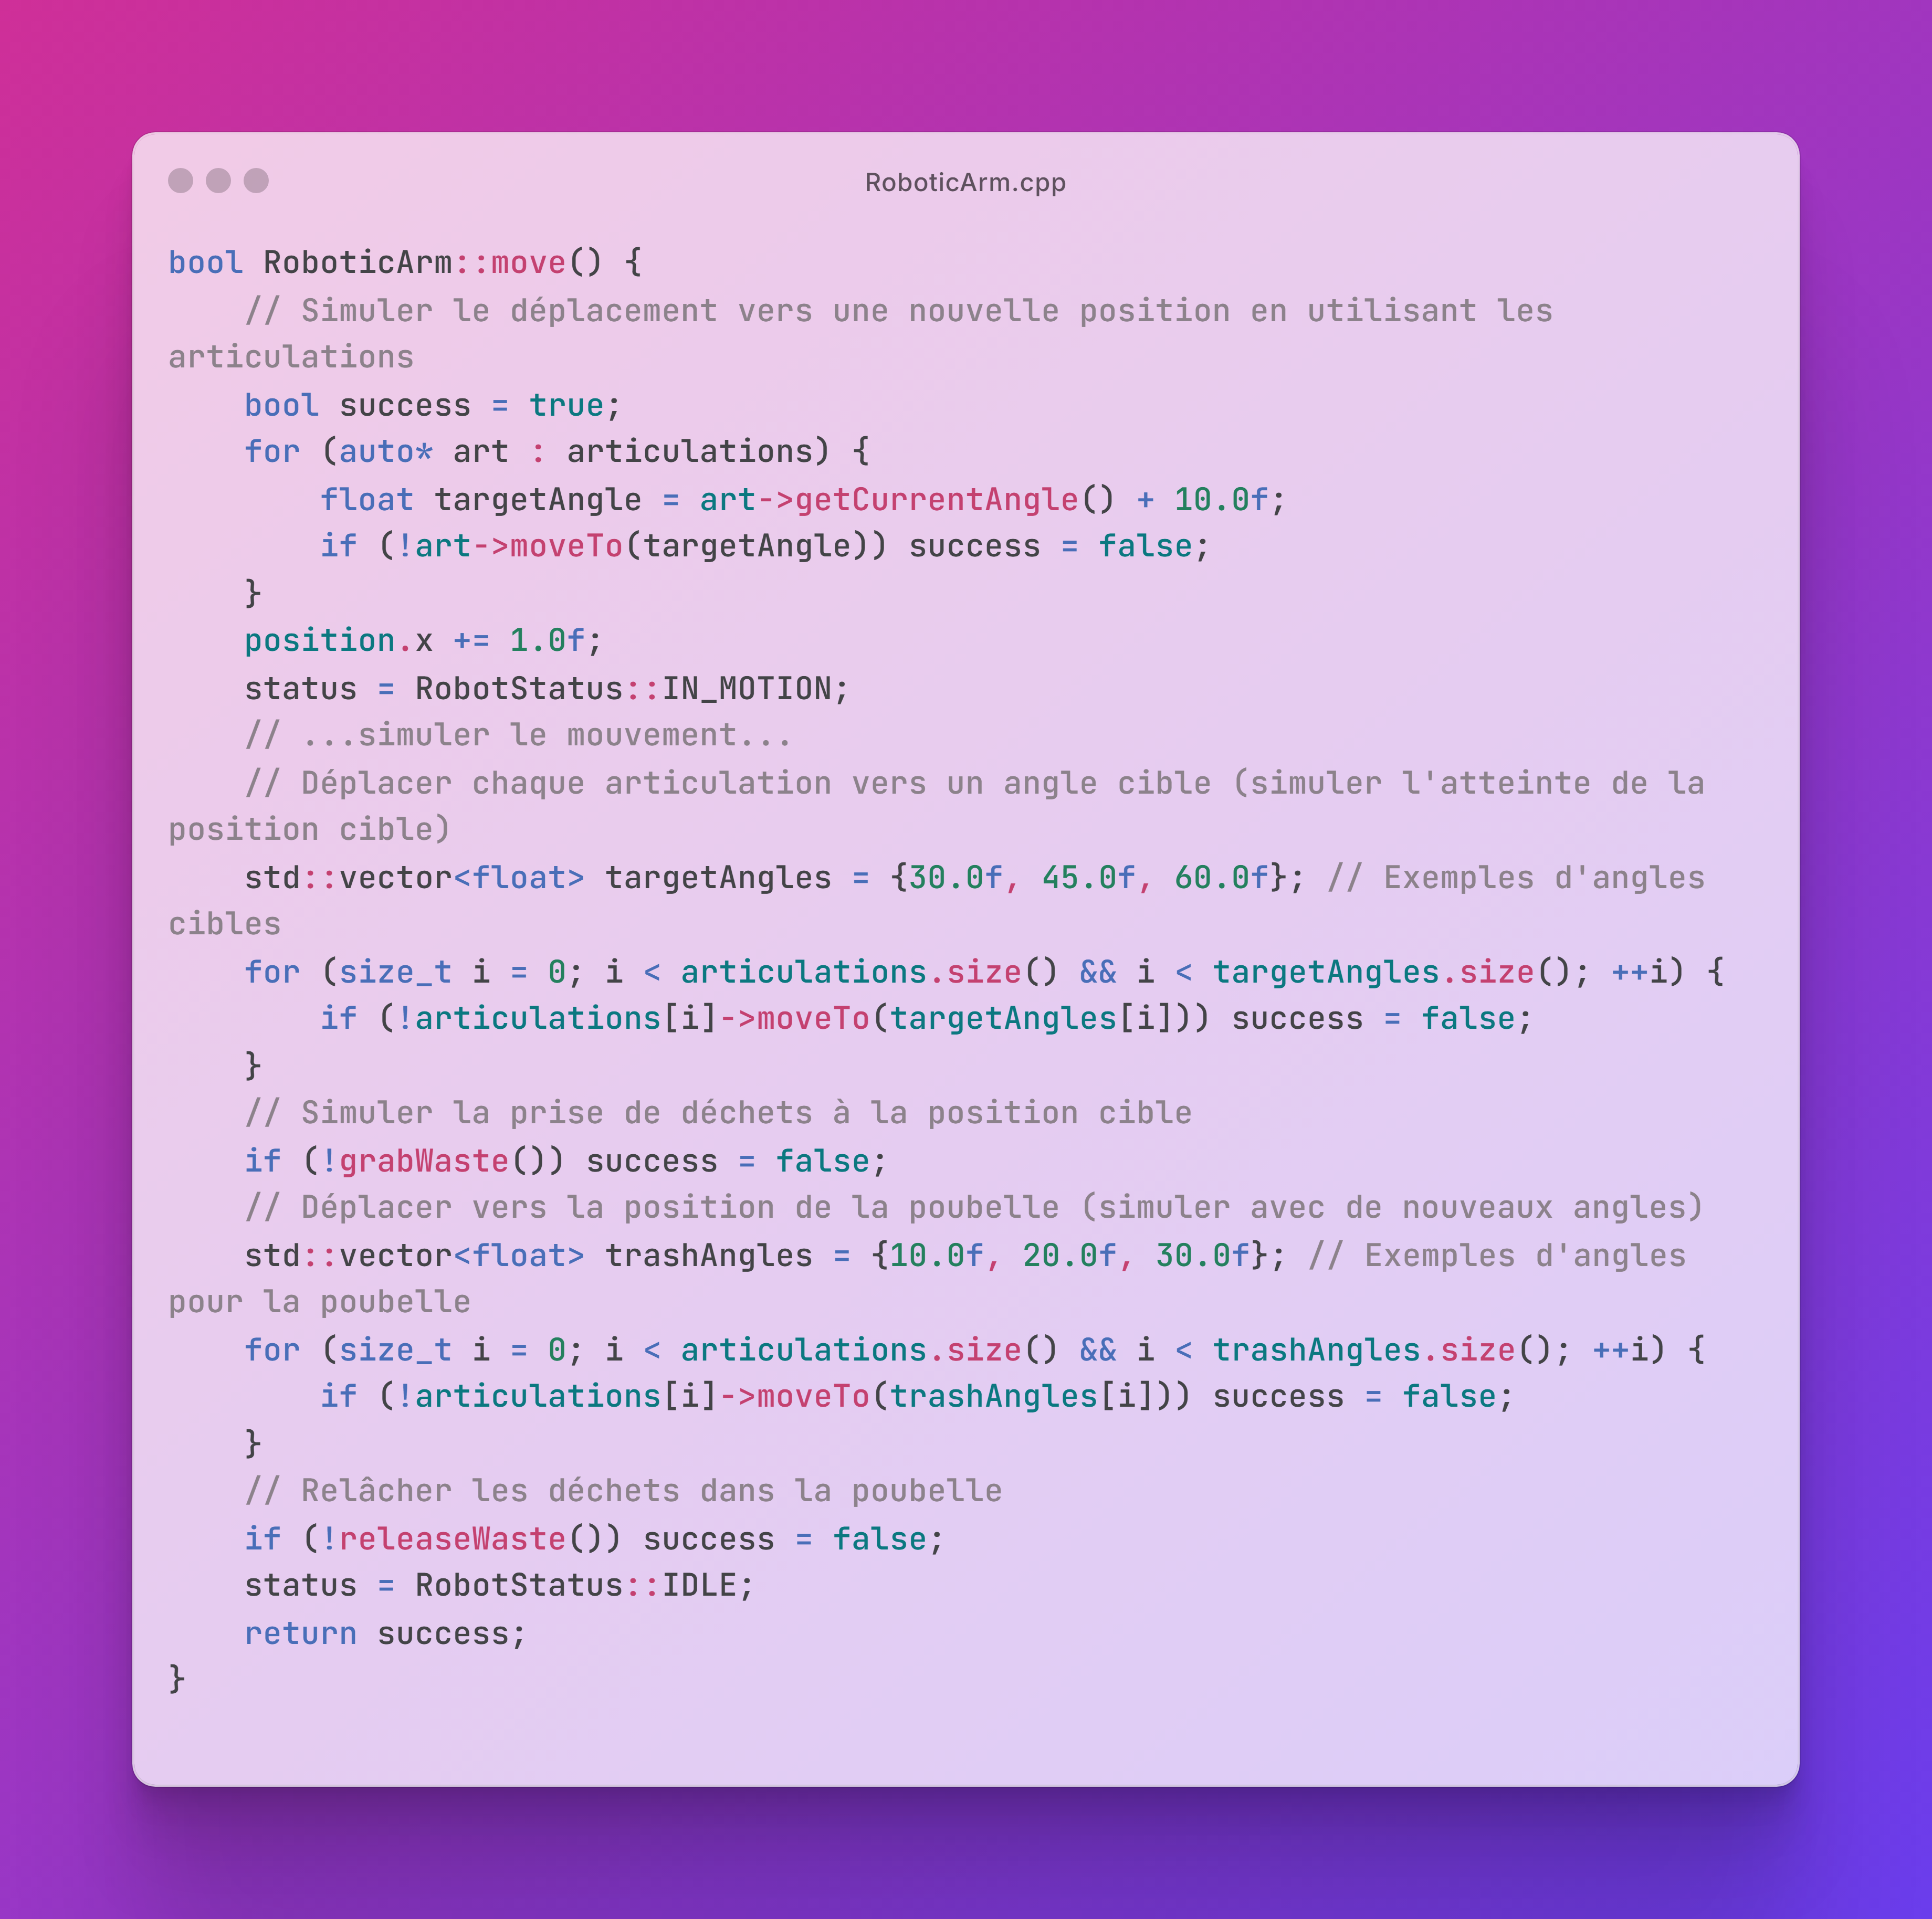 RoboticArm.cpp
bool RoboticArm::move() {
    // Simuler le déplacement vers une nouvelle position en utilisant les
articulations
    bool success = true;
    for (auto* art : articulations) {
        float targetAngle = art->getCurrentAngle() + 10.0f;
        if (!art->moveTo(targetAngle)) success = false;
    }
    position.x += 1.0f;
    status = RobotStatus::IN_MOTION;
    // ...simuler le mouvement...
    // Déplacer chaque articulation vers un angle cible (simuler l'atteinte de la
position cible)
    std::vector<float> targetAngles = {30.0f, 45.0f, 60.0f}; // Exemples d'angles
cibles
    for (size_t i = 0; i < articulations.size() && i < targetAngles.size(); ++i) {
        if (!articulations[i]->moveTo(targetAngles[i])) success = false;
    }
    // Simuler la prise de déchets à la position cible
    if (!grabWaste()) success = false;
    // Déplacer vers la position de la poubelle (simuler avec de nouveaux angles)
    std::vector<float> trashAngles = {10.0f, 20.0f, 30.0f}; // Exemples d'angles
pour la poubelle
    for (size_t i = 0; i < articulations.size() && i < trashAngles.size(); ++i) {
        if (!articulations[i]->moveTo(trashAngles[i])) success = false;
    }
    // Relâcher les déchets dans la poubelle
    if (!releaseWaste()) success = false;
    status = RobotStatus::IDLE;
    return success;
}